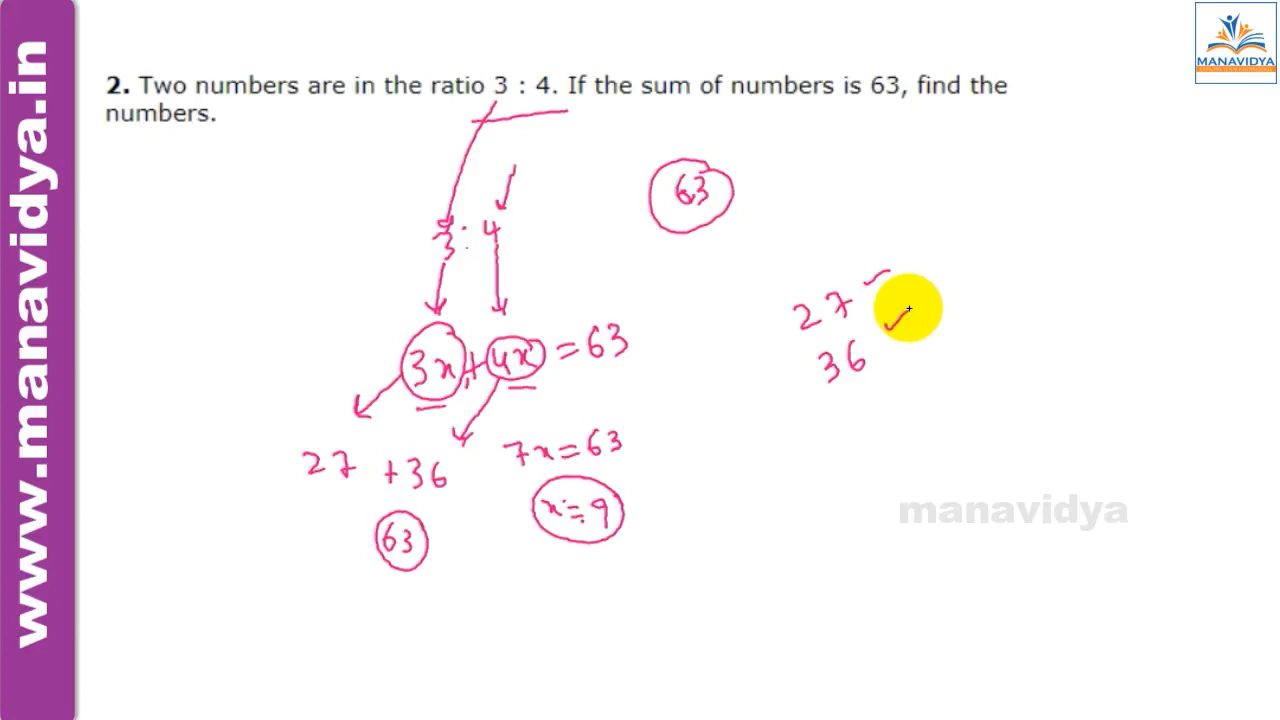 www.manavidya.in
MANAVIDYA
2. Two numbers are in the ratio 3 : 4. If the sum of numbers is 63, find the
numbers.
63
3 : 4
27
36
3x + 4x = 63
27 + 36
7x = 63
x = 9
63
manavidya